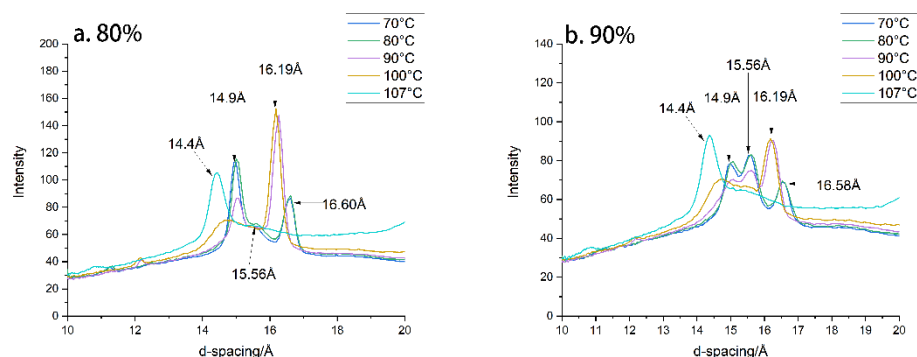 a. 80%
70°C
80°C
90°C
100°C
107°C
16.19Å
14.9Å
14.4Å
16.60Å
15.56Å
Intensity
200
180
160
140
120
100
80
60
40
20
0
10 12 14 16 18 20
d-spacing/Å
b. 90%
70°C
80°C
90°C
100°C
107°C
15.56Å
14.9Å 16.19Å
14.4Å
16.58Å
Intensity
140
120
100
80
60
40
20
0
10 11 12 13 14 15 16 17 18 19 20
d-spacing/Å